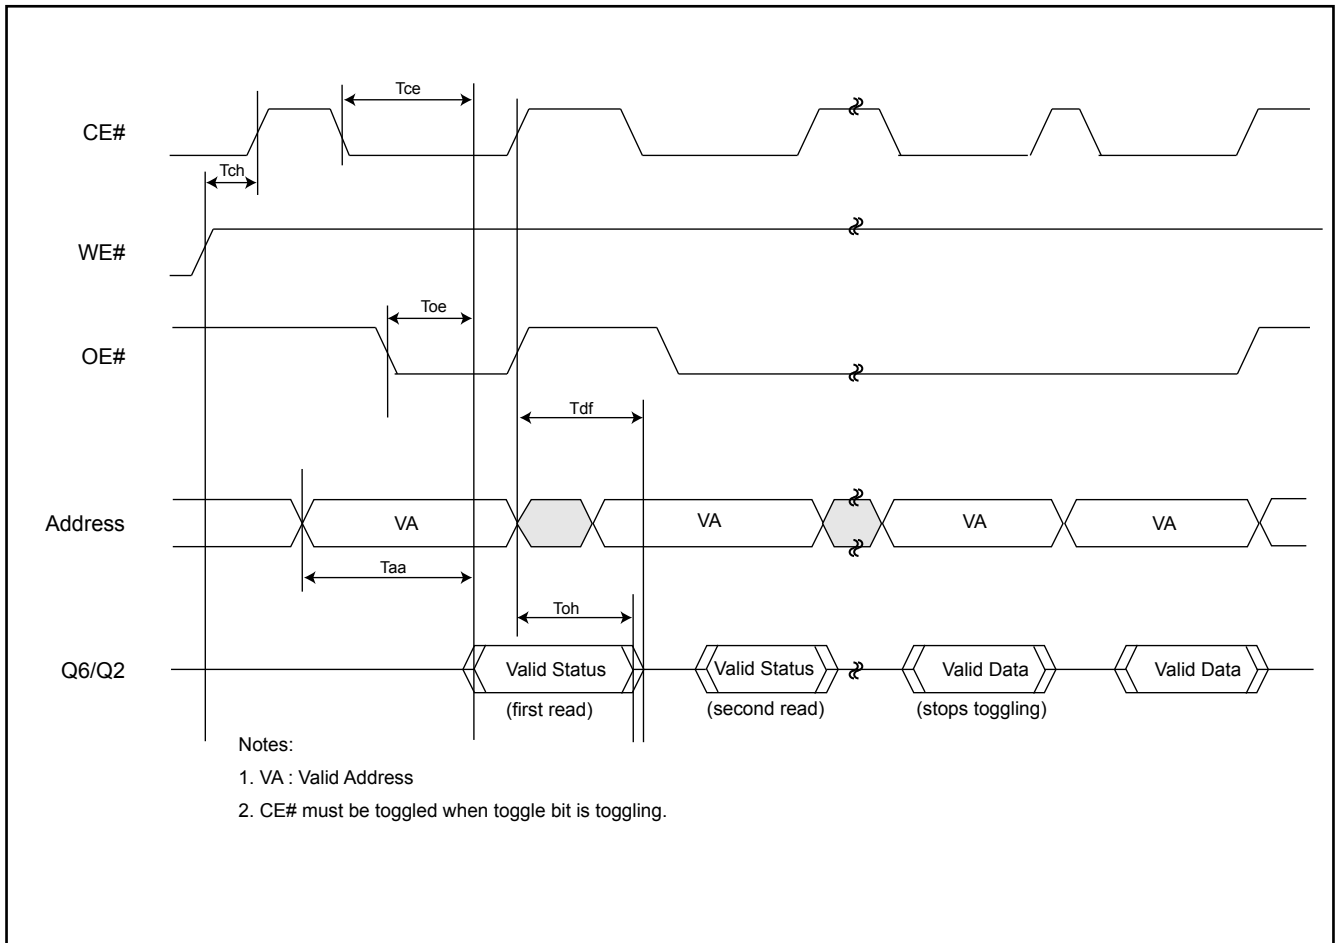 Tce
CE#
Tch
WE#
Toe
OE#
Tdf
Address
VA
VA
VA
VA
Taa
Toh
Q6/Q2
Valid Status
Valid Status
Valid Data
Valid Data
(first read)
(second read)
(stops toggling)
Notes:
1. VA : Valid Address
2. CE# must be toggled when toggle bit is toggling.